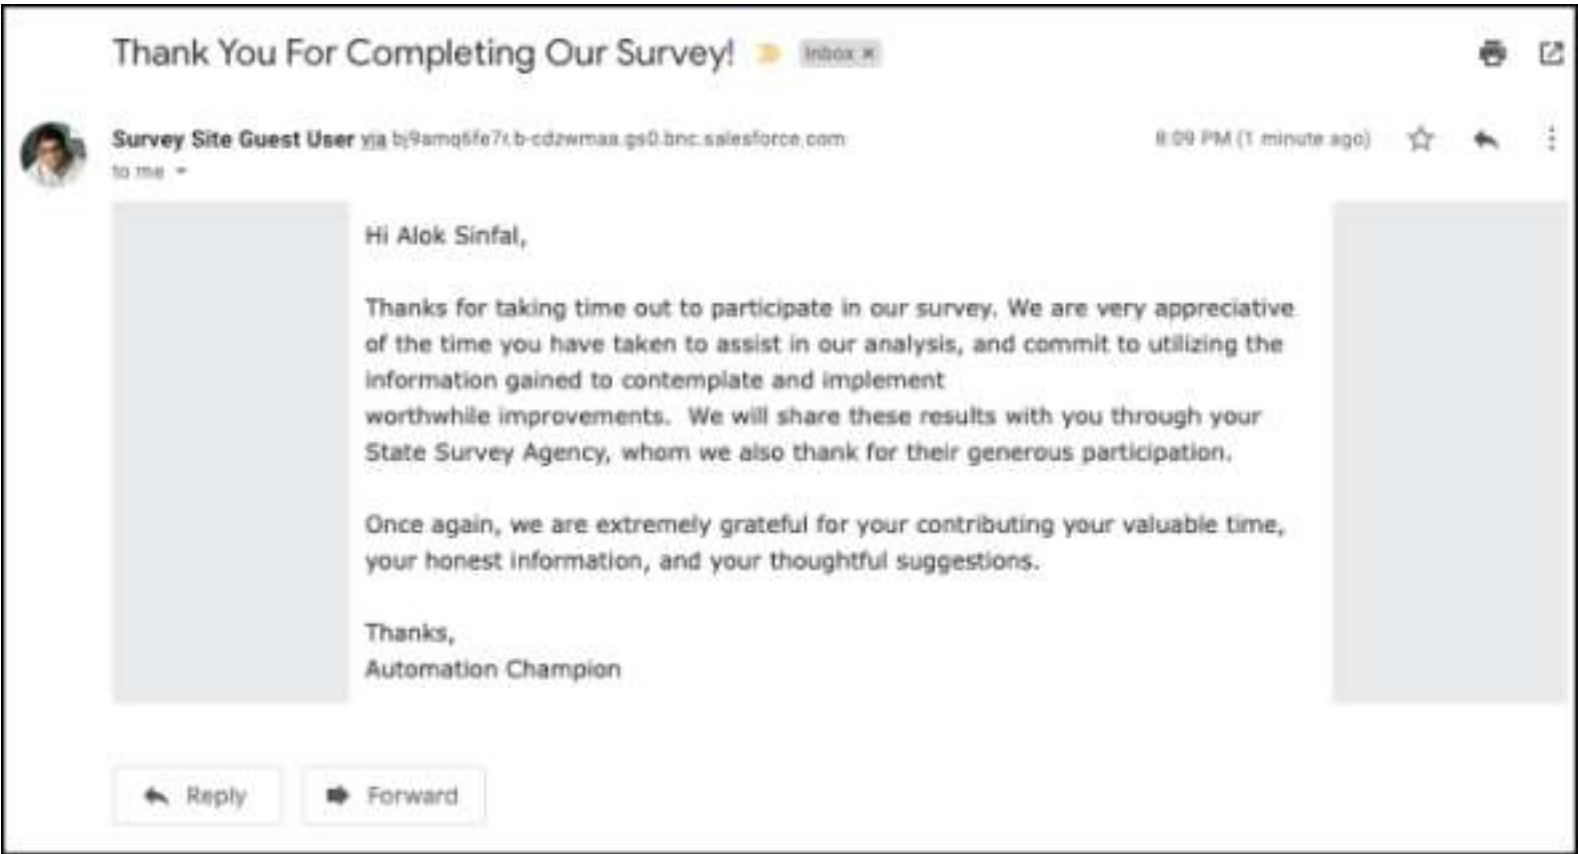 Thank You For Completing Our Survey! Inbox ×
Survey Site Guest User via
8:09 PM (1 minute ago)
to me
Hi Alok Sinfal,
Thanks for taking time out to participate in our survey. We are very appreciative
of the time you have taken to assist in our analysis, and commit to utilizing the
information gained to contemplate and implement
worthwhile improvements.  We will share these results with you through your
State Survey Agency, whom we also thank for their generous participation.
Once again, we are extremely grateful for your contributing your valuable time,
your honest information, and your thoughtful suggestions.
Thanks,
Automation Champion
Reply
Forward